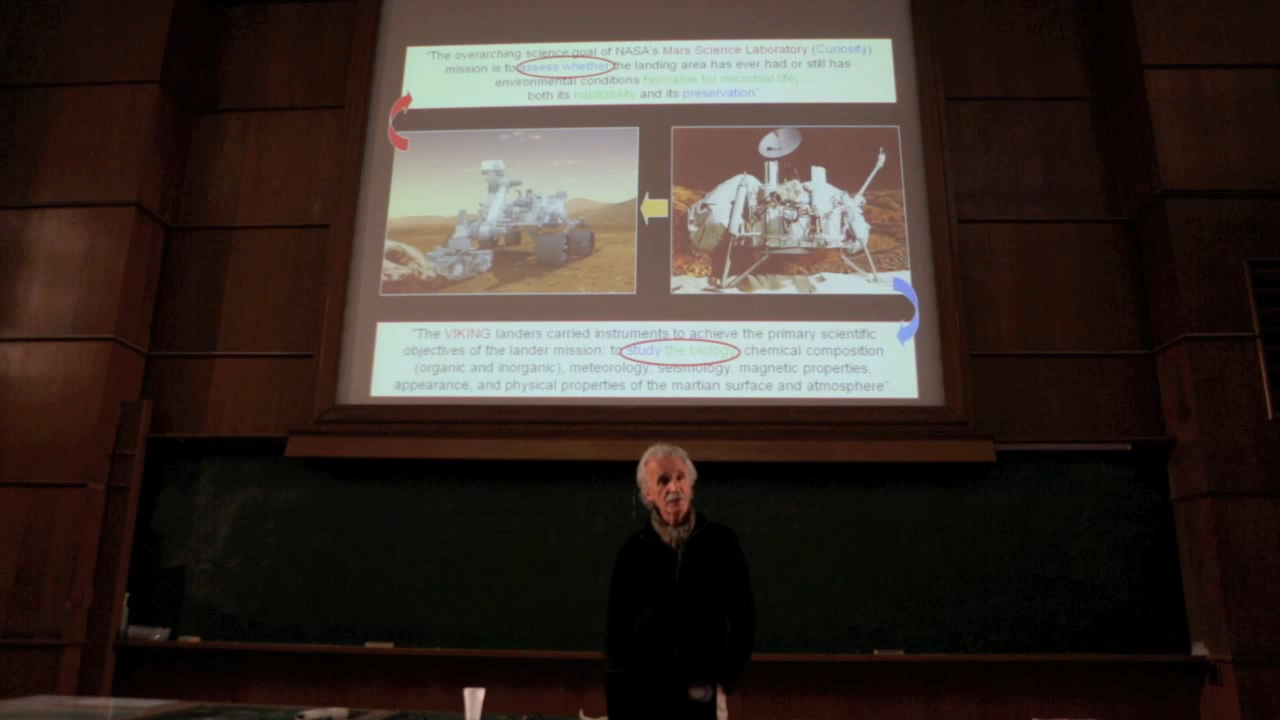 "The overarching science goal of NASA's Mars Science Laboratory (Curiosity)
mission is to assess whether the landing area has ever had or still has
environmental conditions favorable for microbial life,
both its habitability and its preservation"
"The VIKING landers carried instruments to achieve the primary scientific
objectives of the lander mission: to study the biology, chemical composition
(organic and inorganic), meteorology, seismology, magnetic properties,
appearance, and physical properties of the martian surface and atmosphere".